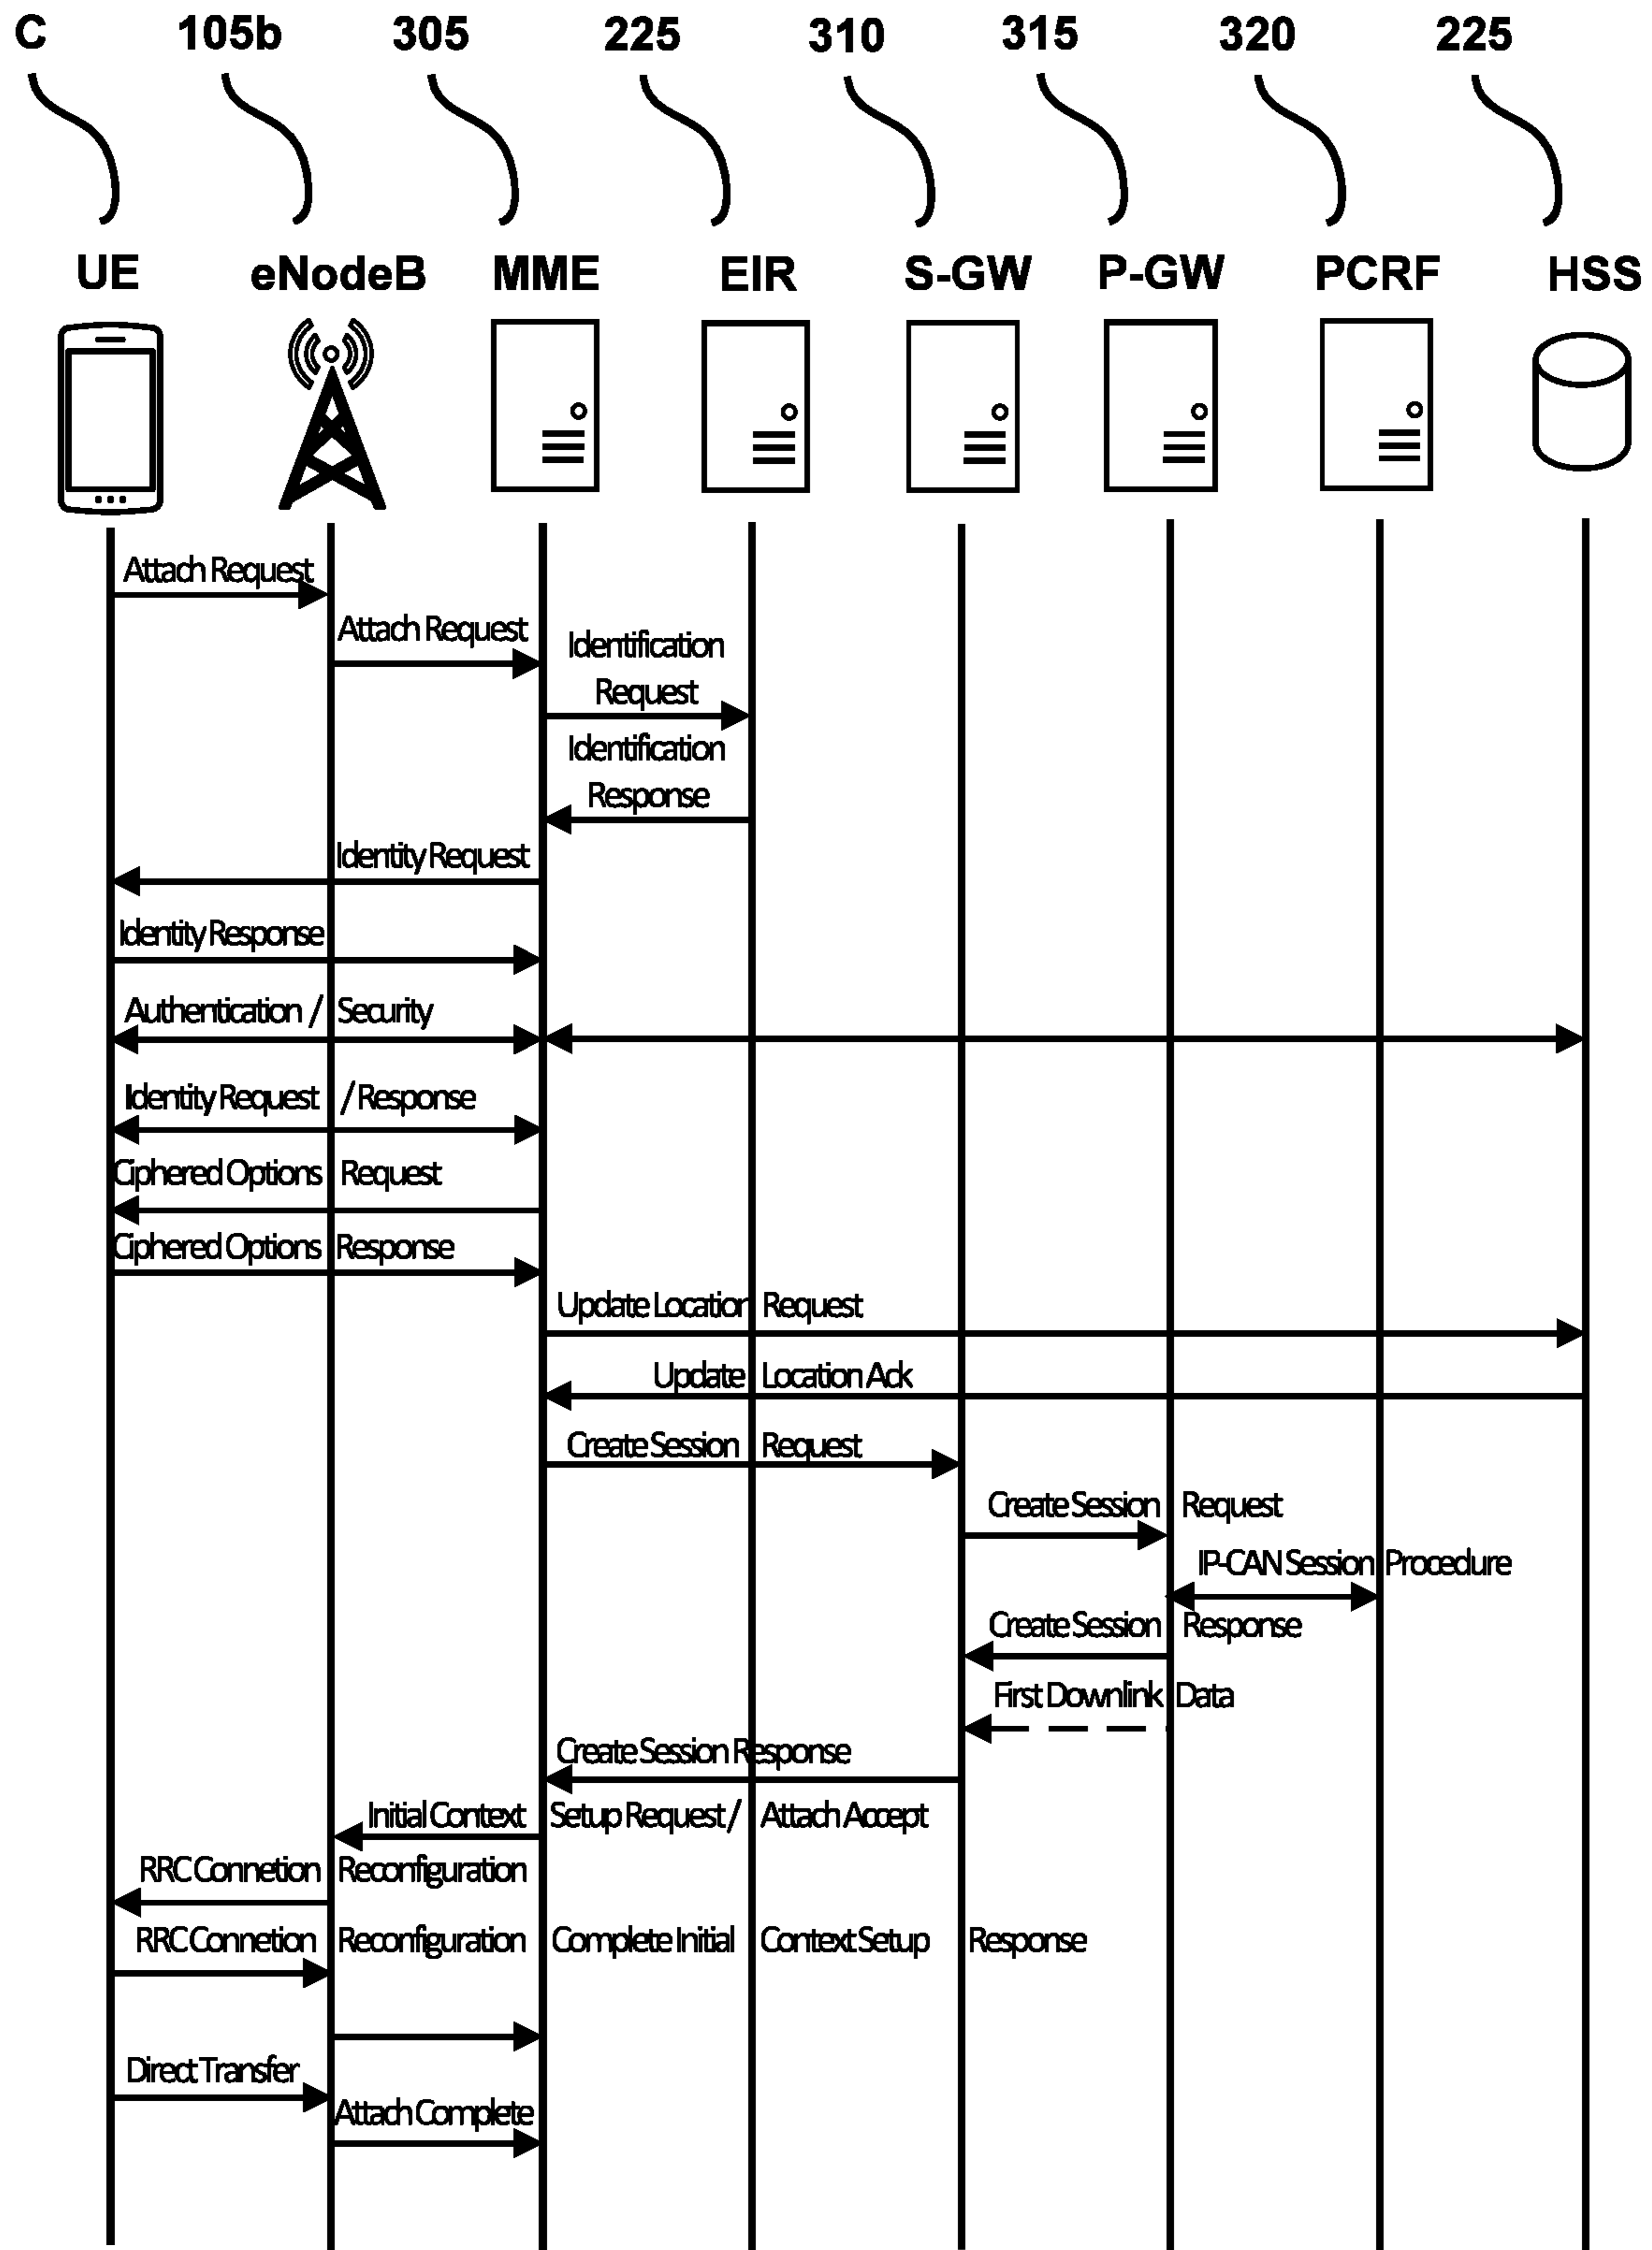 C 105b 305 225 310 315 320 225
UE eNodeB MME EIR S-GW P-GW PCRF HSS
Attach Request
Attach Request
Identification
Request
Identification
Response
Identity Request
Identity Response
Authentication / Security
Identity Request / Response
Ciphered Options Request
Ciphered Options Response
Update Location Request
Update Location Ack
Create Session Request
Create Session Request
IP-CAN Session Procedure
Create Session Response
First Downlink Data
Create Session Response
Initial Context Setup Request / Attach Accept
RRC Connetion Reconfiguration
RRC Connetion Reconfiguration Complete Initial Context Setup Response
Direct Transfer
Attach Complete